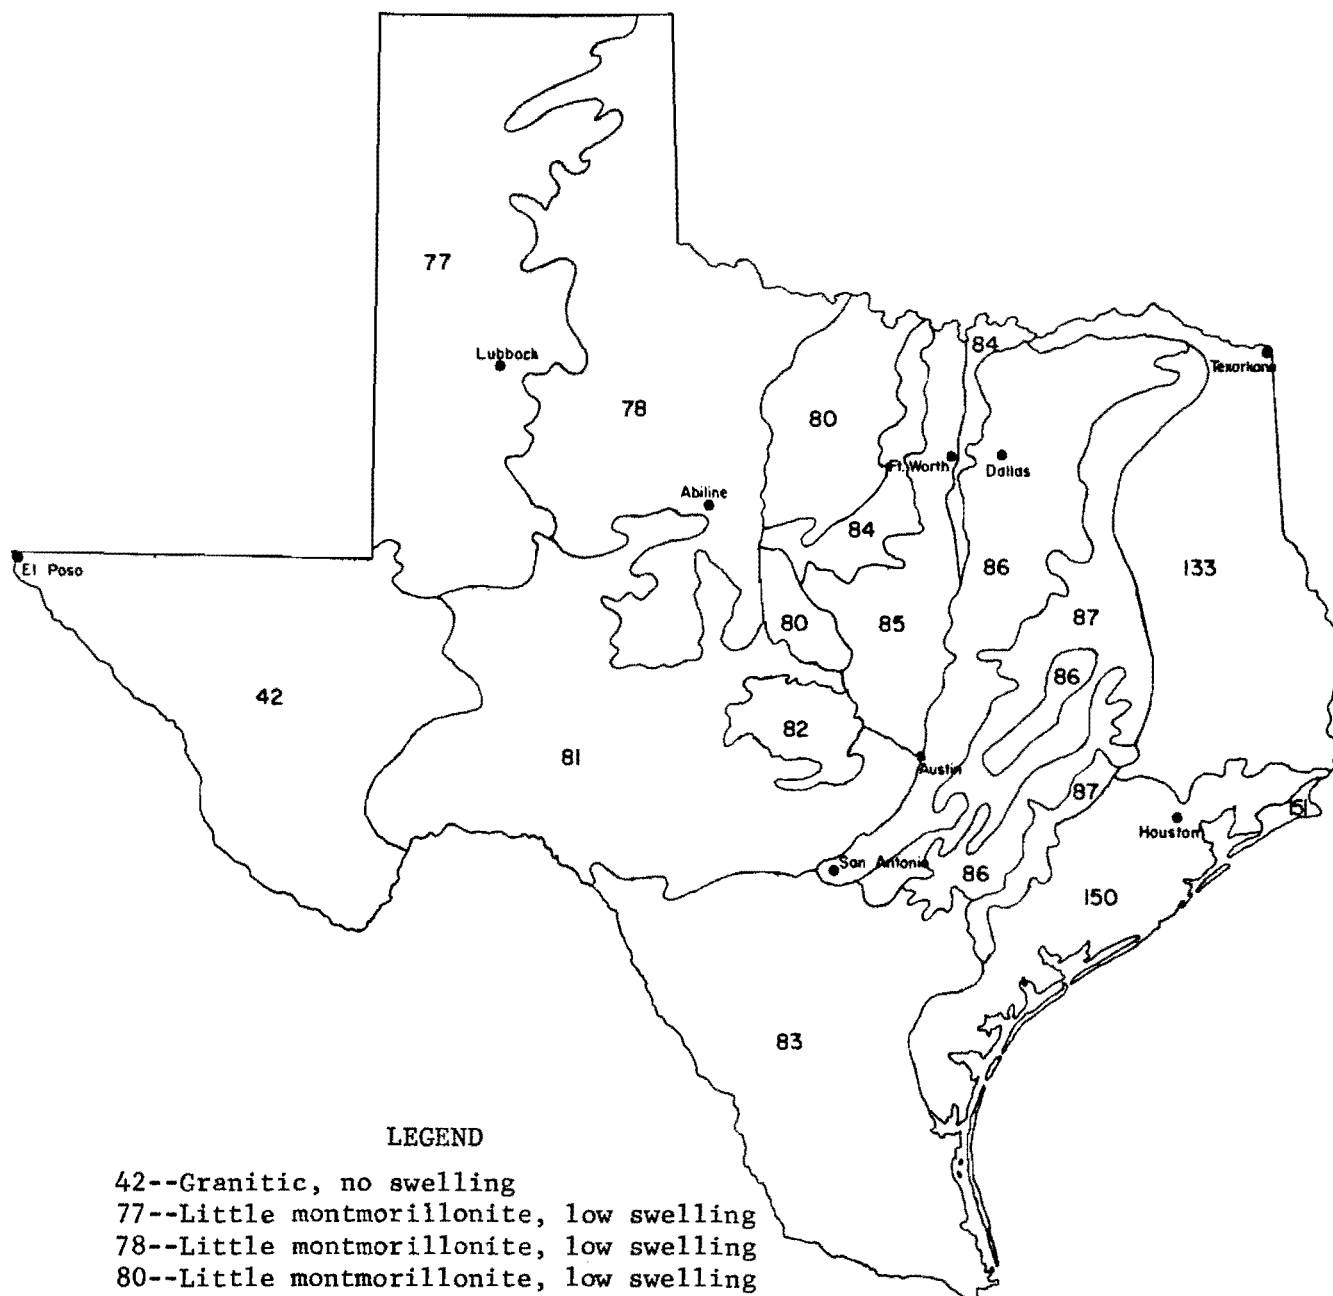 84
77
Lubbock
Texarkana
78
80
Ft. Worth
Dallas
Abiline
84
El Poso
86
133
80
85
87
42
86
82
81
Austin
87
151
Houston
San Antonio
86
150
83
LEGEND
42--Granitic, no swelling
77--Little montmorillonite, low swelling
78--Little montmorillonite, low swelling
80--Little montmorillonite, low swelling